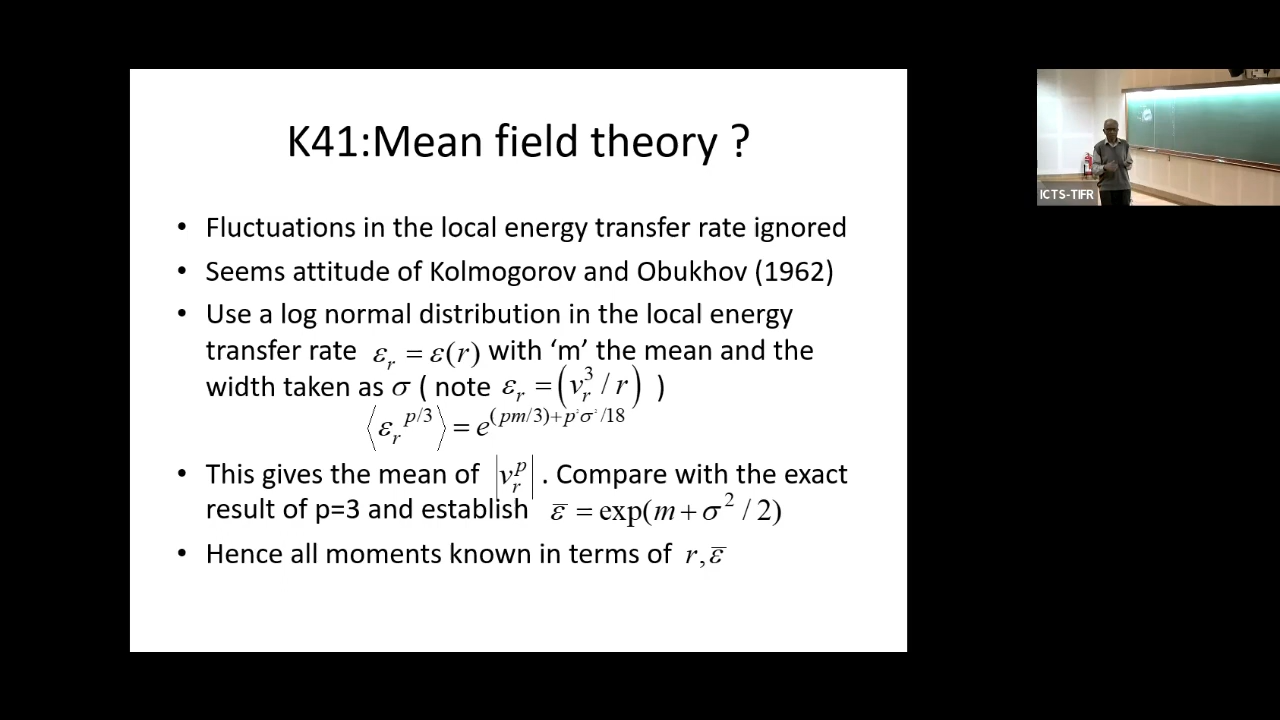 K41:Mean field theory ?
• Fluctuations in the local energy transfer rate ignored
• Seems attitude of Kolmogorov and Obukhov (1962)
• Use a log normal distribution in the local energy
transfer rate εᵣ = ε(r) with ‘m’ the mean and the
width taken as σ ( note εᵣ = (vᵣ³ / r) )
⟨εᵣ^(p/3)⟩ = e^((pm/3)+p²σ²/18)
• This gives the mean of |vᵣᵖ| . Compare with the exact
result of p=3 and establish ε̅ = exp(m + σ² / 2)
• Hence all moments known in terms of r, ε̅
ICTS-TIFR